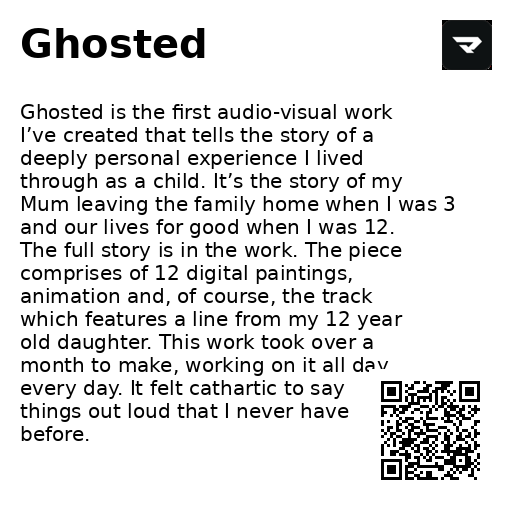 Ghosted
Ghosted is the first audio-visual work
I’ve created that tells the story of a
deeply personal experience I lived
through as a child. It’s the story of my
Mum leaving the family home when I was 3
and our lives for good when I was 12.
The full story is in the work. The piece
comprises of 12 digital paintings,
animation and, of course, the track
which features a line from my 12 year
old daughter. This work took over a
month to make, working on it all day
every day. It felt cathartic to say
things out loud that I never have
before.